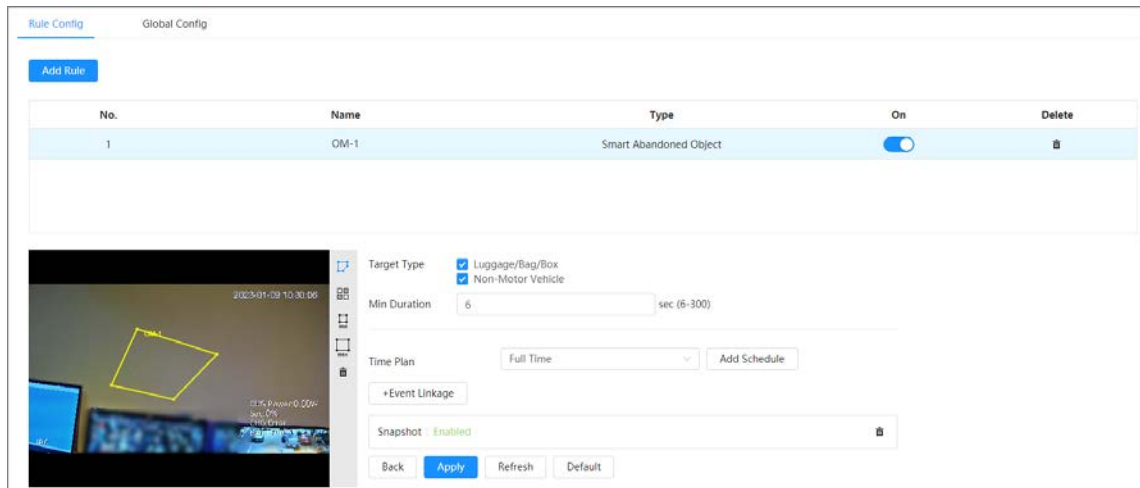 Rule Config Global Config
Add Rule
No. Name Type On Delete
1 OM-1 Smart Abandoned Object
2023-01-09 10:30:06
OM-1
Target Type Luggage/Bag/Box
Non-Motor Vehicle
Min Duration 6 sec (6-300)
Time Plan Full Time Add Schedule
+Event Linkage
Snapshot : Enabled
Back Apply Refresh Default